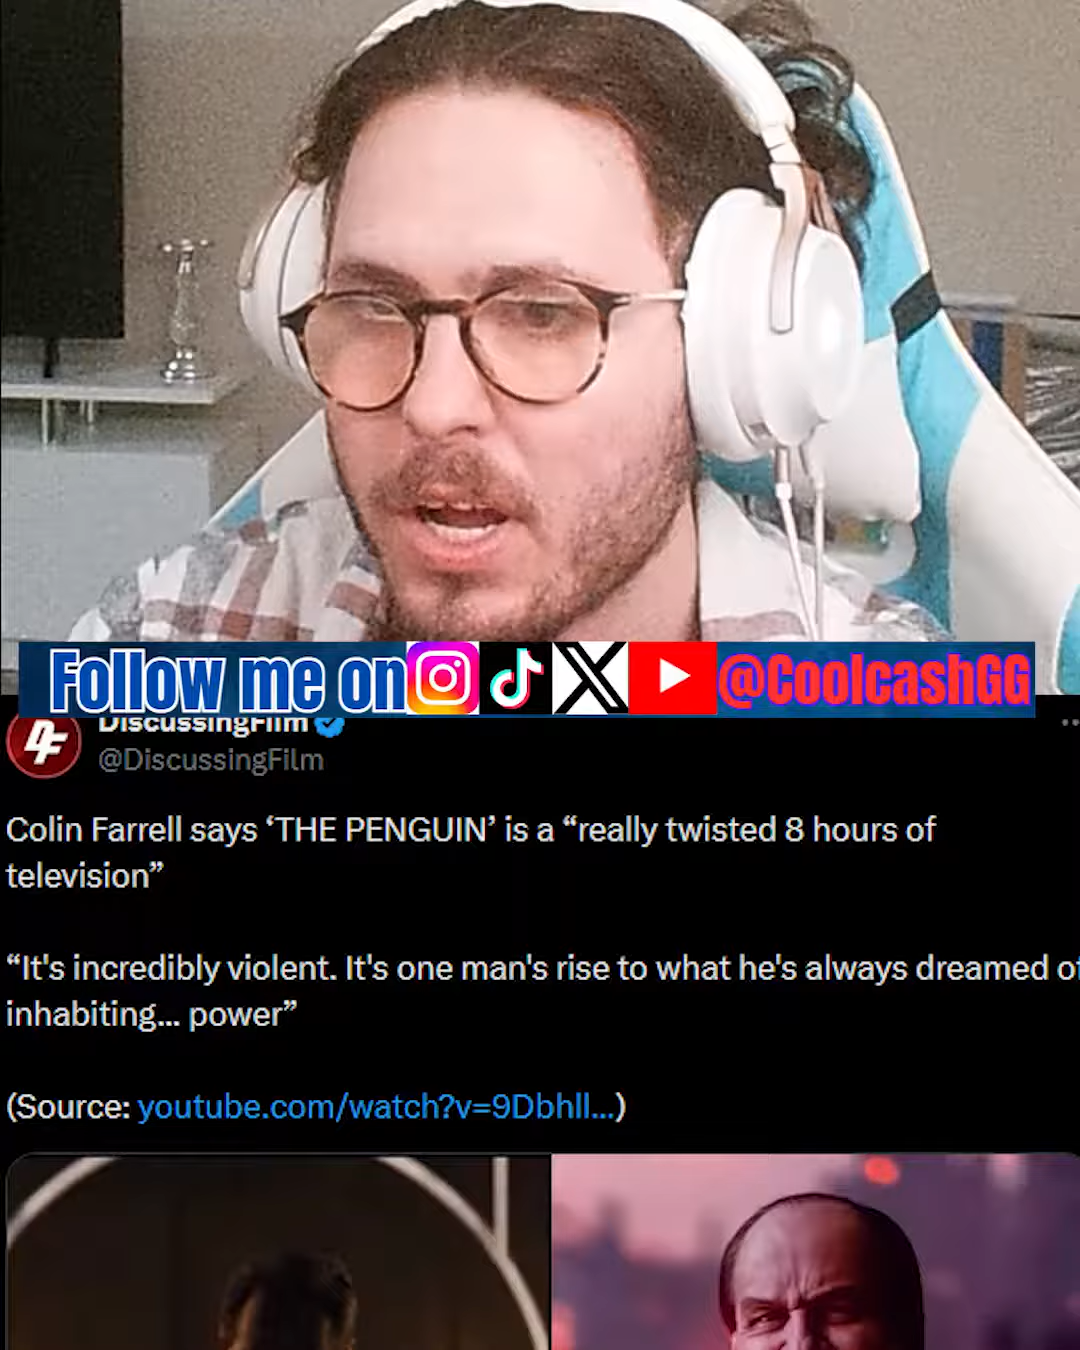 Follow me on @CoolcashGG
DiscussingFilm
@DiscussingFilm
Colin Farrell says ‘THE PENGUIN’ is a “really twisted 8 hours of
television”
“It's incredibly violent. It's one man's rise to what he's always dreamed of
inhabiting... power”
(Source: youtube.com/watch?v=9Dbhll...)